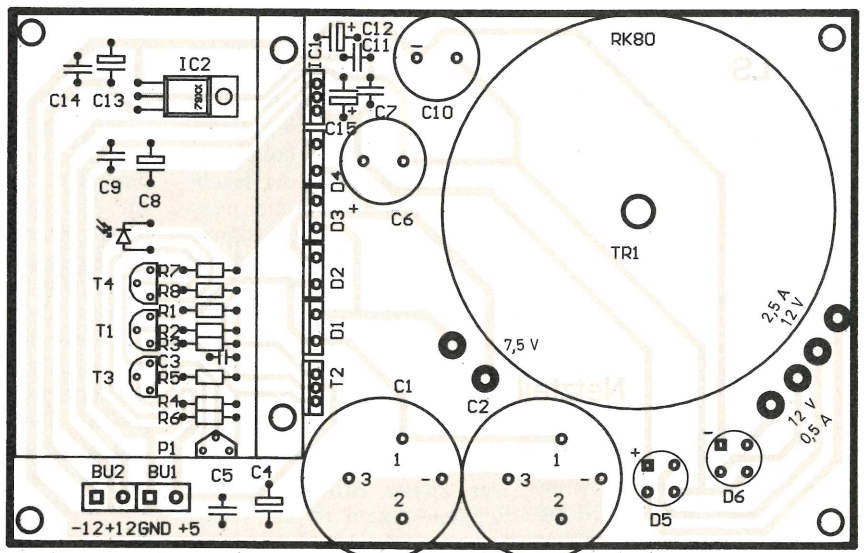 C12
C11
IC1
+
IC2
79XX
C14
C13
C7
C10
−
RK80
C15
+
C9
C8
C6
+
D4
D3
D2
D1
T2
TR1
T4
T1
T3
R7
R8
R1
R2
R3
C3
R5
R4
R6
P1
7,5 V
2,5 A
12 V
12 V
0,5 A
C1
C2
1
3
-
2
1
3
-
2
+
-
D5
D6
BU2 BU1
C5
C4
-12+12GND +5